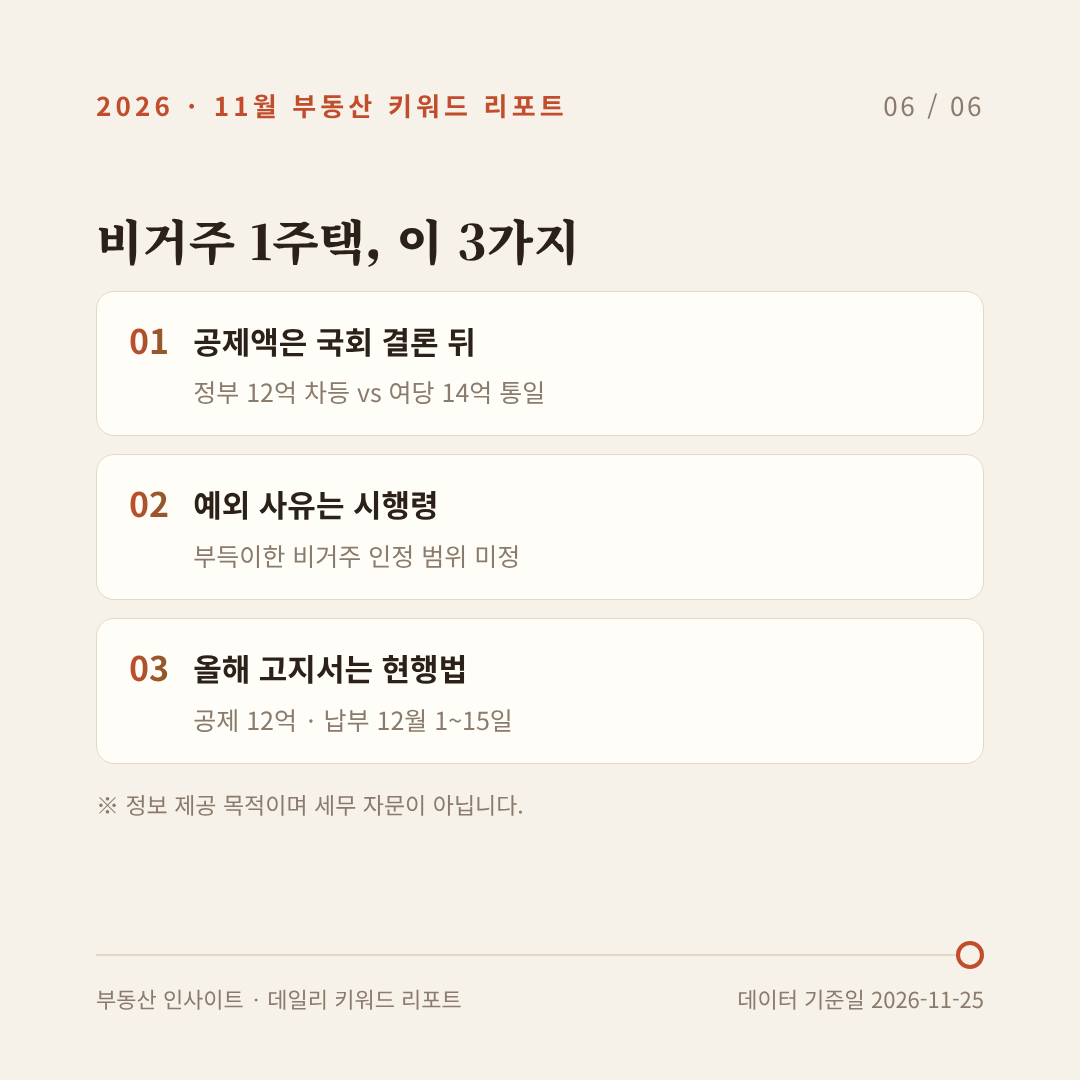 2026 · 11월 부동산 키워드 리포트
06 / 06
비거주 1주택, 이 3가지
01 공제액은 국회 결론 뒤
정부 12억 차등 vs 여당 14억 통일
02 예외 사유는 시행령
부득이한 비거주 인정 범위 미정
03 올해 고지서는 현행법
공제 12억 · 납부 12월 1~15일
※ 정보 제공 목적이며 세무 자문이 아닙니다.
부동산 인사이트 · 데일리 키워드 리포트
데이터 기준일 2026-11-25